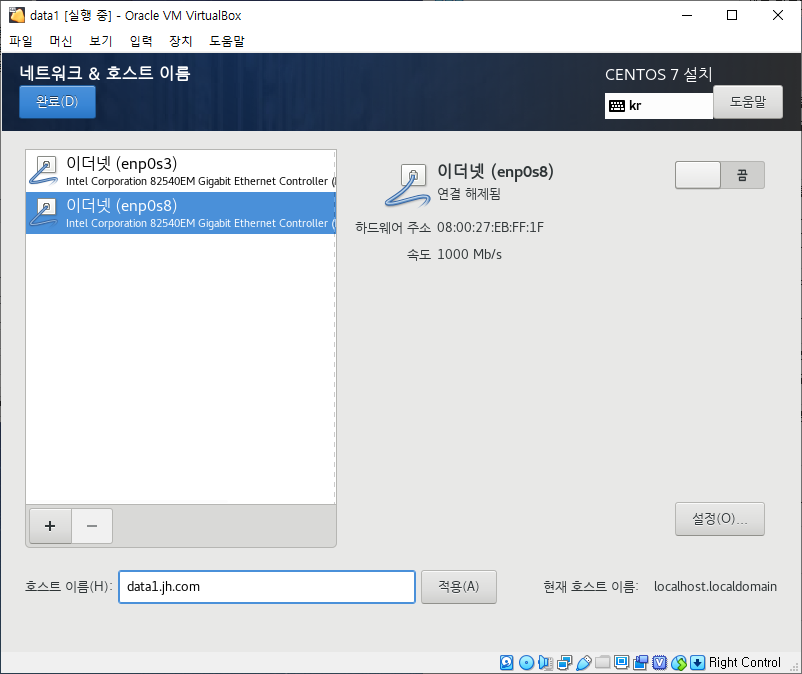 data1 [실행 중] - Oracle VM VirtualBox
파일 머신 보기 입력 장치 도움말
네트워크 & 호스트 이름
완료(D)
CENTOS 7 설치
kr
도움말
이더넷 (enp0s3)
Intel Corporation 82540EM Gigabit Ethernet Controller (
이더넷 (enp0s8)
Intel Corporation 82540EM Gigabit Ethernet Controller (
이더넷 (enp0s8)
연결 해제됨
끔
하드웨어 주소 08:00:27:EB:FF:1F
속도 1000 Mb/s
+ −
설정(O)...
호스트 이름(H): data1.jh.com 적용(A) 현재 호스트 이름: localhost.localdomain
Right Control